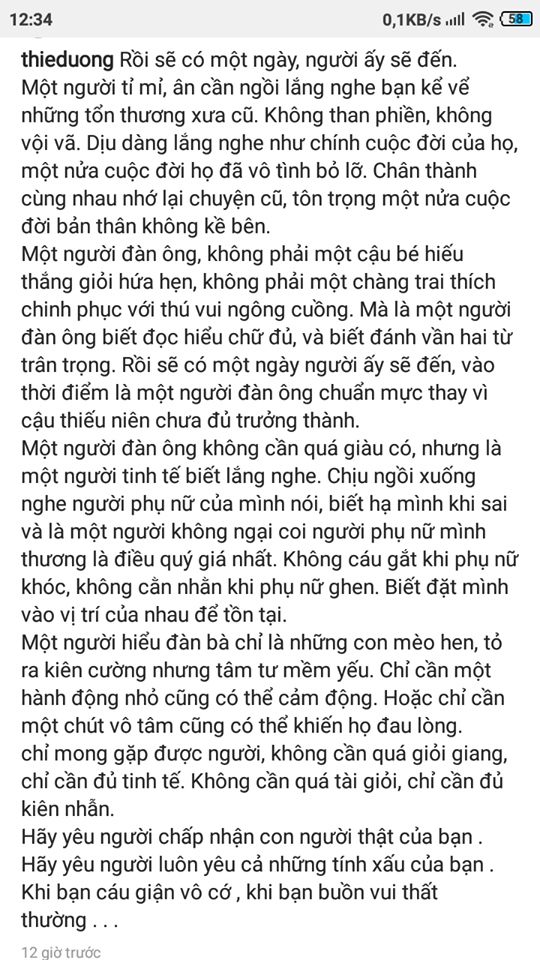 12:34
0,1KB/s
58
thieduong Rồi sẽ có một ngày, người ấy sẽ đến.
Một người tỉ mỉ, ân cần ngồi lắng nghe bạn kể về
những tổn thương xưa cũ. Không than phiền, không
vội vã. Dịu dàng lắng nghe như chính cuộc đời của họ,
một nửa cuộc đời họ đã vô tình bỏ lỡ. Chân thành
cùng nhau nhớ lại chuyện cũ, tôn trọng một nửa cuộc
đời bản thân không kề bên.
Một người đàn ông, không phải một cậu bé hiếu
thắng giỏi hứa hẹn, không phải một chàng trai thích
chinh phục với thú vui ngông cuồng. Mà là một người
đàn ông biết đọc hiểu chữ đủ, và biết đánh vần hai từ
trân trọng. Rồi sẽ có một ngày người ấy sẽ đến, vào
thời điểm là một người đàn ông chuẩn mực thay vì
cậu thiếu niên chưa đủ trưởng thành.
Một người đàn ông không cần quá giàu có, nhưng là
một người tinh tế biết lắng nghe. Chịu ngồi xuống
nghe người phụ nữ của mình nói, biết hạ mình khi sai
và là một người không ngại coi người phụ nữ mình
thương là điều quý giá nhất. Không cáu gắt khi phụ nữ
khóc, không cằn nhằn khi phụ nữ ghen. Biết đặt mình
vào vị trí của nhau để tồn tại.
Một người hiểu đàn bà chỉ là những con mèo hen, tỏ
ra kiên cường nhưng tâm tư mềm yếu. Chỉ cần một
hành động nhỏ cũng có thể cảm động. Hoặc chỉ cần
một chút vô tâm cũng có thể khiến họ đau lòng.
chỉ mong gặp được người, không cần quá giỏi giang,
chỉ cần đủ tinh tế. Không cần quá tài giỏi, chỉ cần đủ
kiên nhẫn.
Hãy yêu người chấp nhận con người thật của bạn .
Hãy yêu người luôn yêu cả những tính xấu của bạn .
Khi bạn cáu giận vô cớ , khi bạn buồn vui thất
thường . . .
12 giờ trước